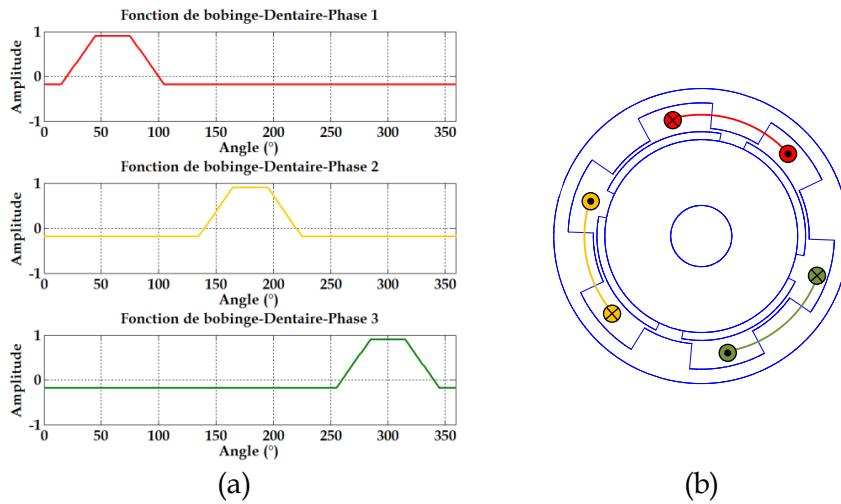 Fonction de bobinge-Dentaire-Phase 1
Amplitude
1
0
-1
0 50 100 150 200 250 300 350
Angle (°)
Fonction de bobinge-Dentaire-Phase 2
Amplitude
1
0
-1
0 50 100 150 200 250 300 350
Angle (°)
Fonction de bobinge-Dentaire-Phase 3
Amplitude
1
0
-1
0 50 100 150 200 250 300 350
Angle (°)
(a)
(b)